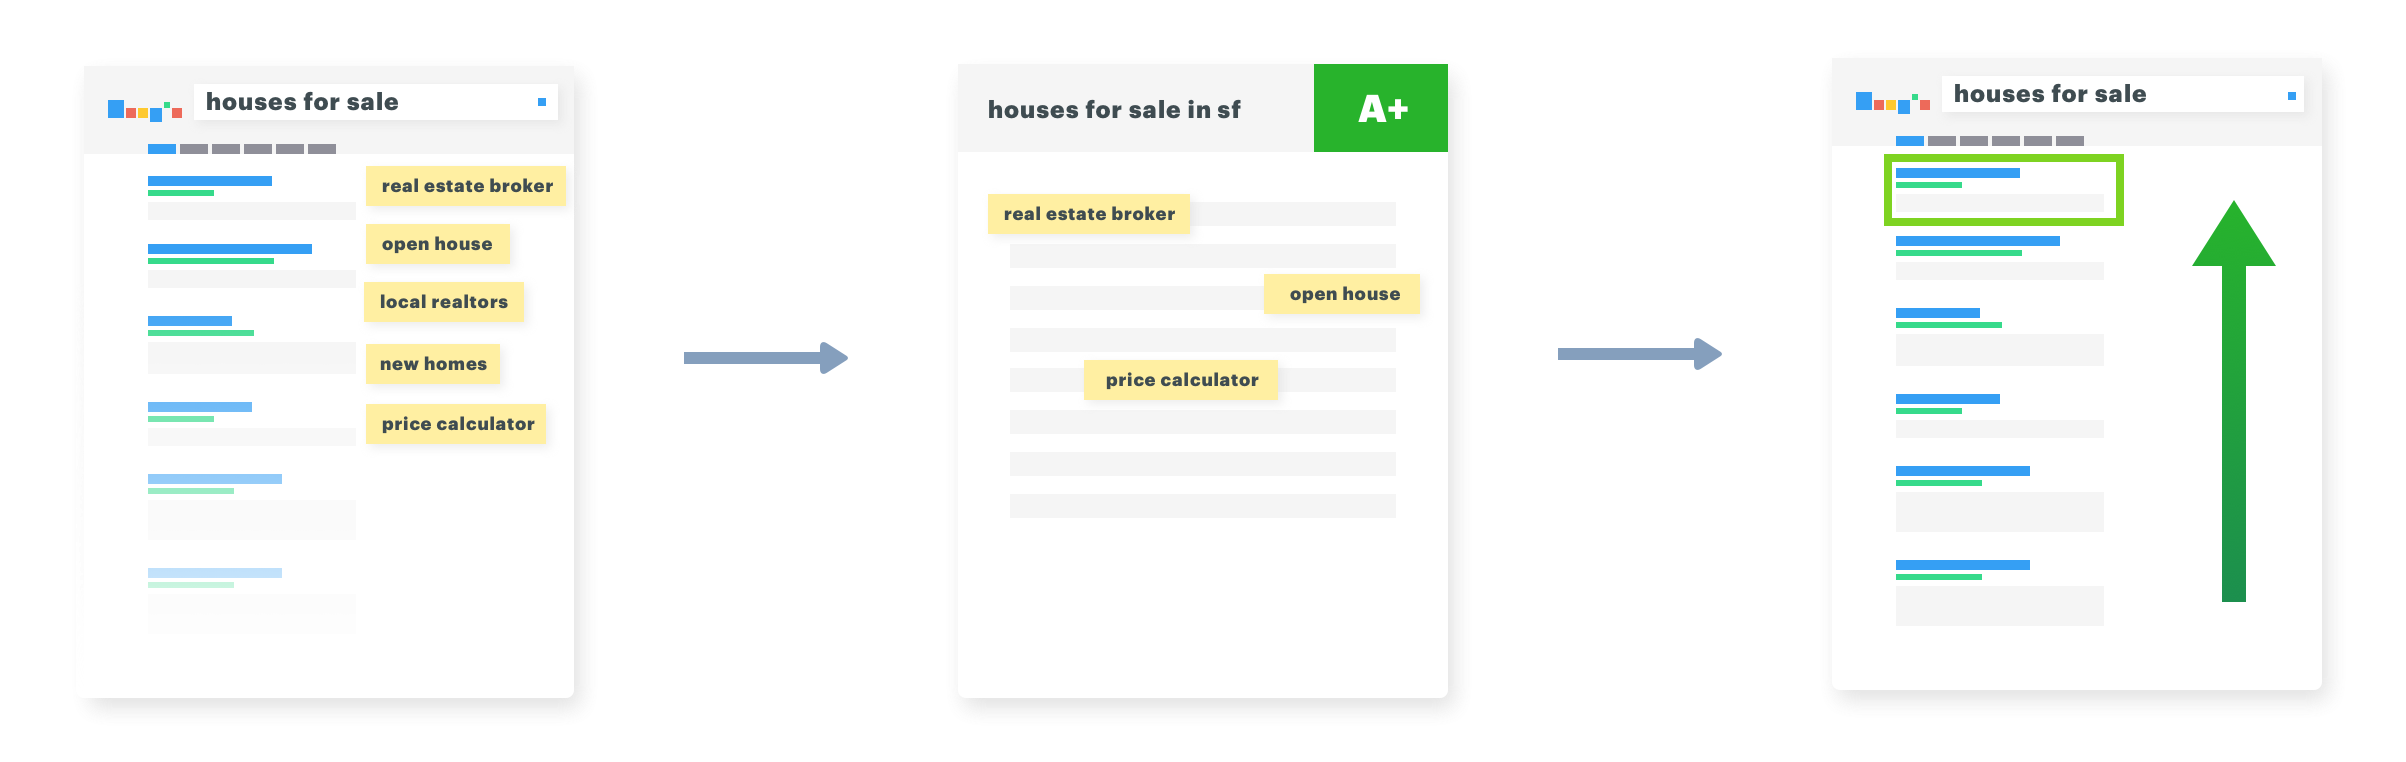 houses for sale
real estate broker
open house
local realtors
new homes
price calculator
houses for sale in sf
A+
real estate broker
open house
price calculator
houses for sale